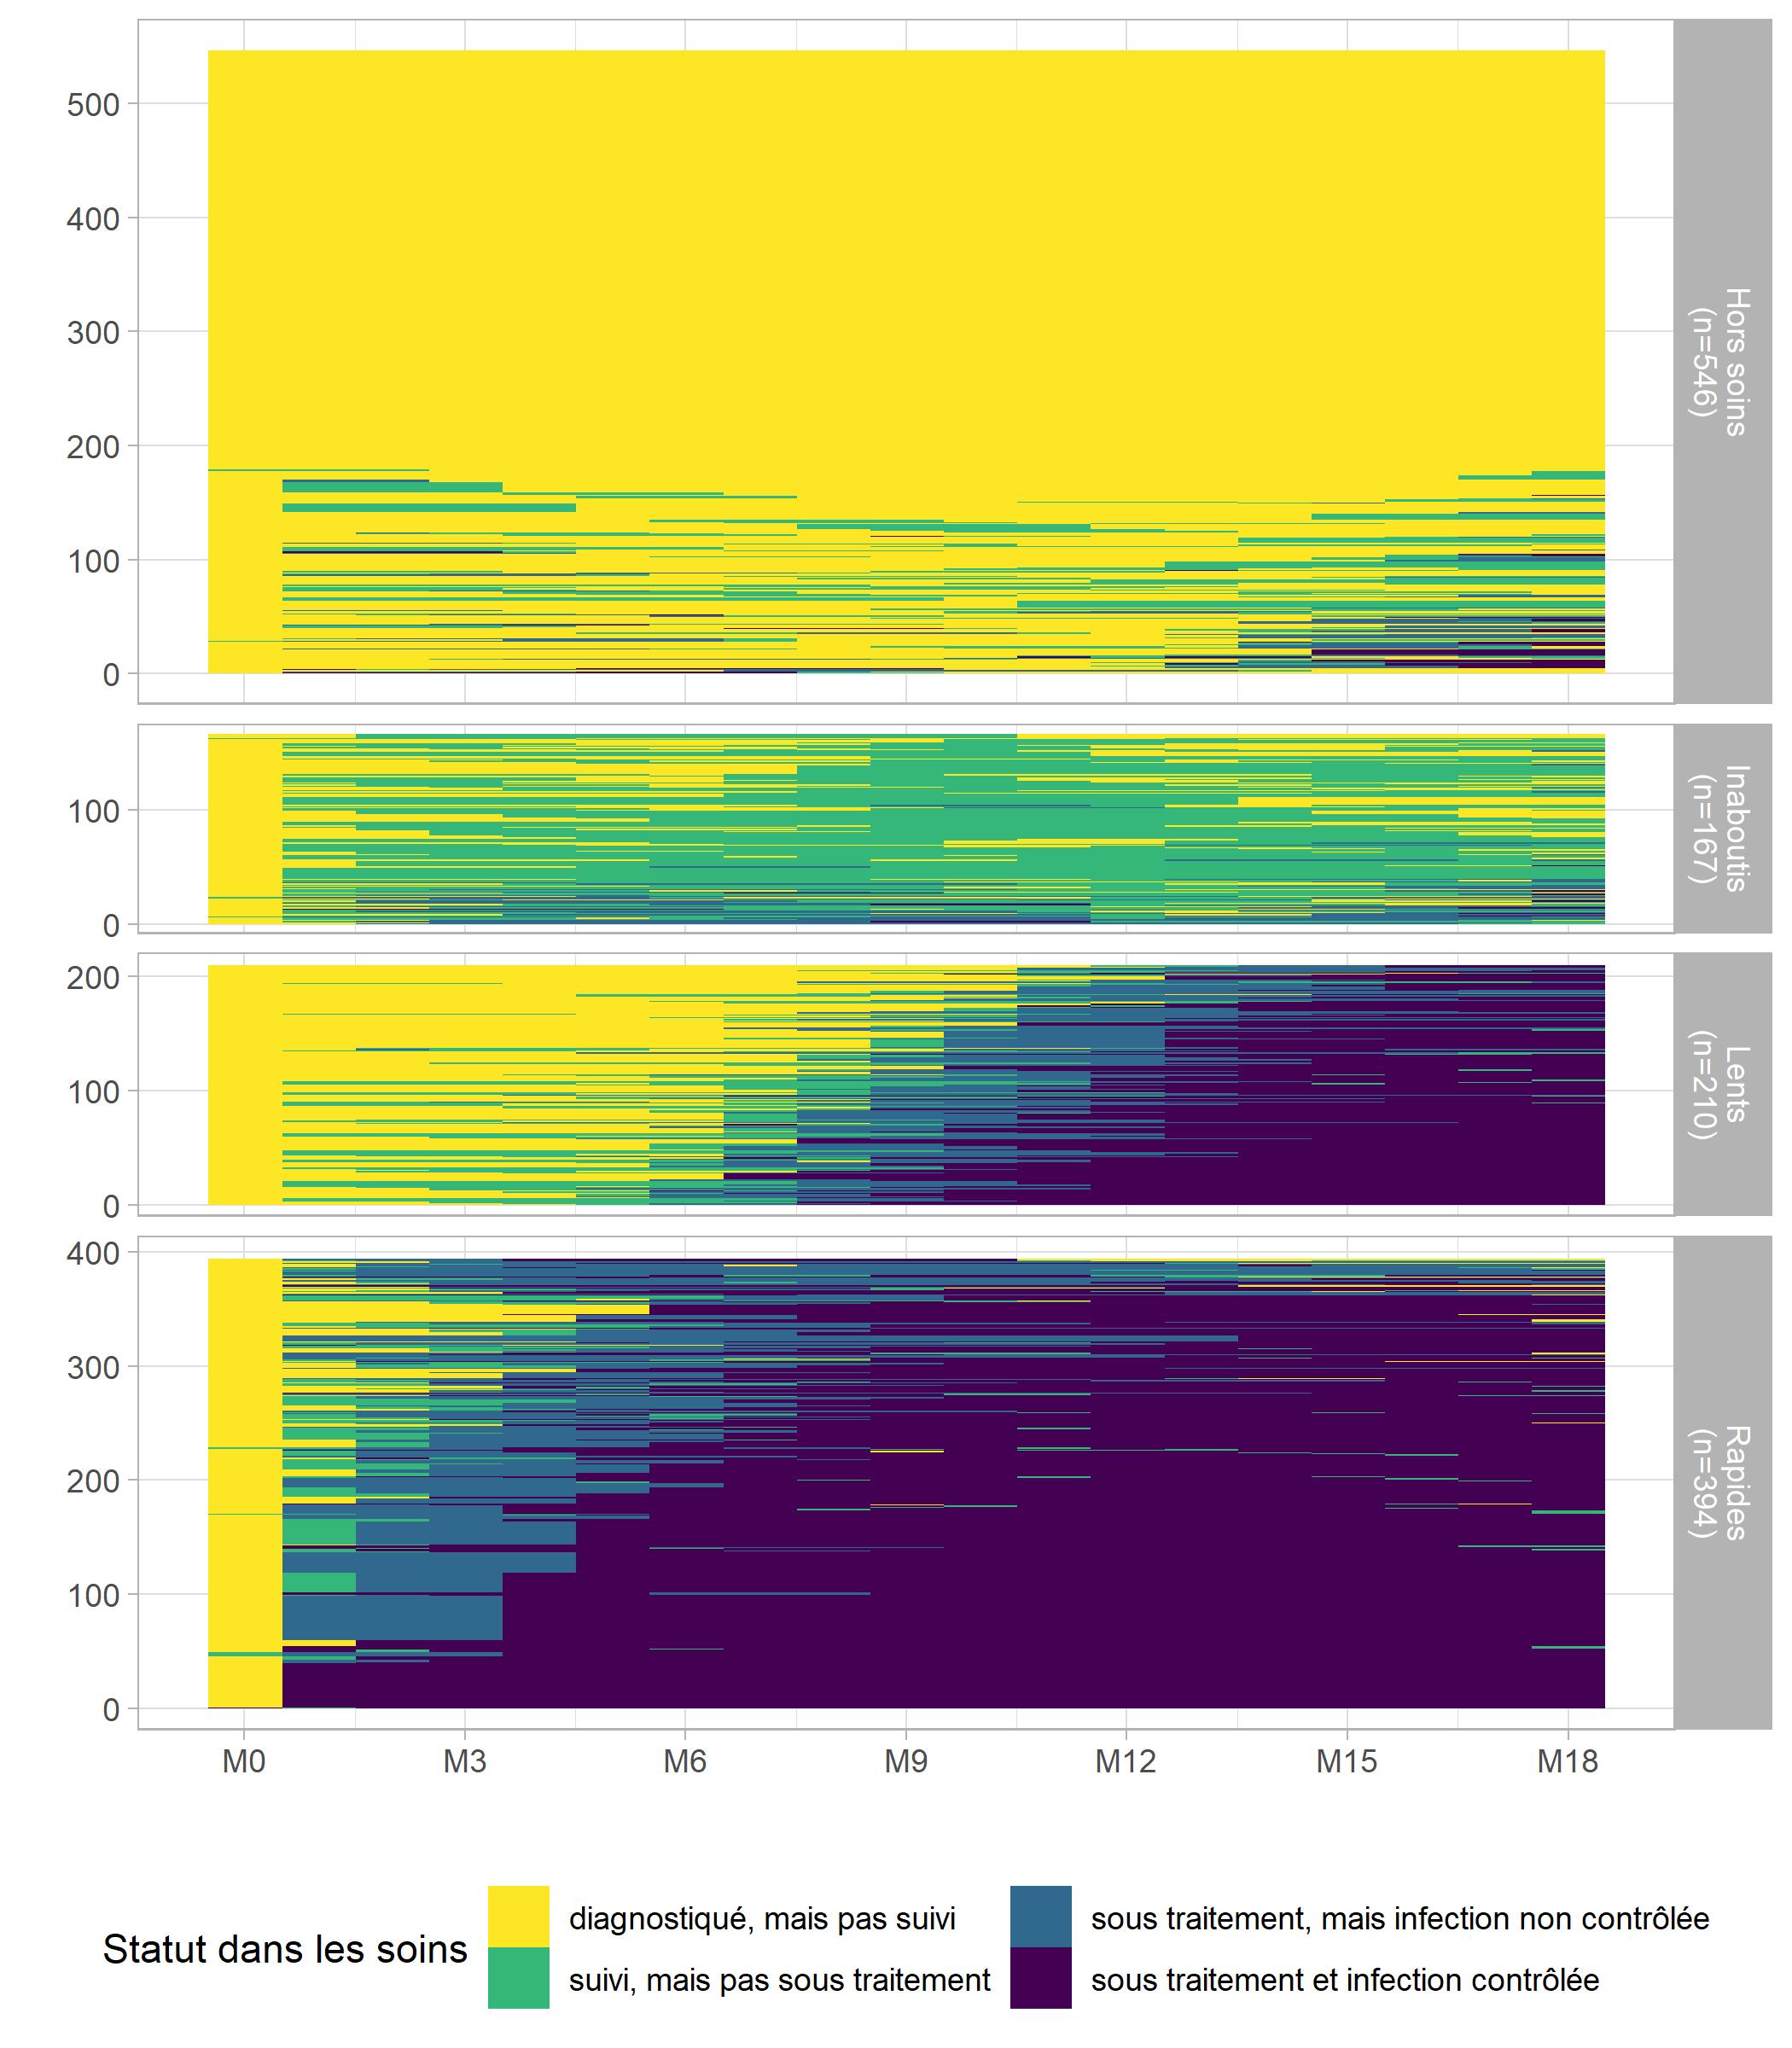 500
400
300
200
100
0
Hors soins
(n=546)
100
0
Inaboutis
(n=167)
200
100
0
Lents
(n=210)
400
300
200
100
0
Rapides
(n=394)
M0 M3 M6 M9 M12 M15 M18
Statut dans les soins
diagnostiqué, mais pas suivi
suivi, mais pas sous traitement
sous traitement, mais infection non contrôlée
sous traitement et infection contrôlée